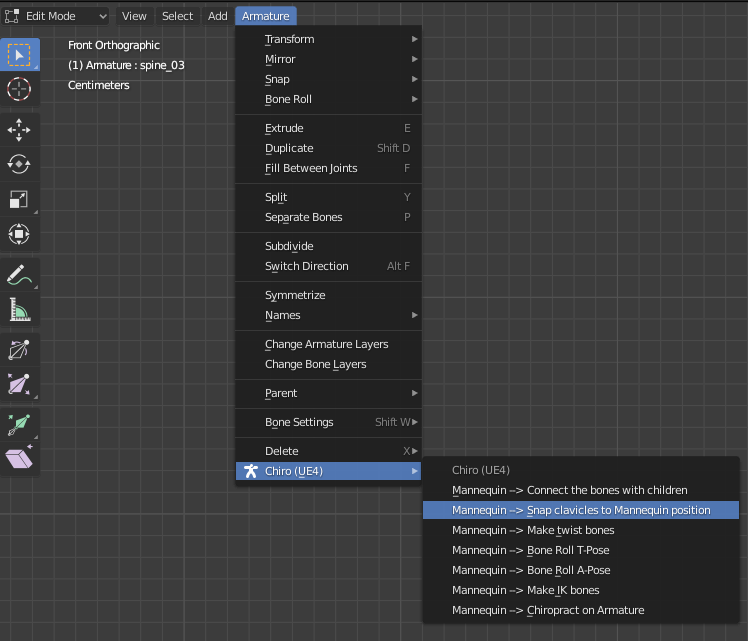 Edit Mode View Select Add Armature
Front Orthographic
(1) Armature : spine_03
Centimeters
Transform
Mirror
Snap
Bone Roll
Extrude E
Duplicate Shift D
Fill Between Joints F
Split Y
Separate Bones P
Subdivide
Switch Direction Alt F
Symmetrize
Names
Change Armature Layers
Change Bone Layers
Parent
Bone Settings Shift W
Delete X
Chiro (UE4)
Chiro (UE4)
Mannequin --> Connect the bones with children
Mannequin --> Snap clavicles to Mannequin position
Mannequin --> Make twist bones
Mannequin --> Bone Roll T-Pose
Mannequin --> Bone Roll A-Pose
Mannequin --> Make IK bones
Mannequin --> Chiropract on Armature